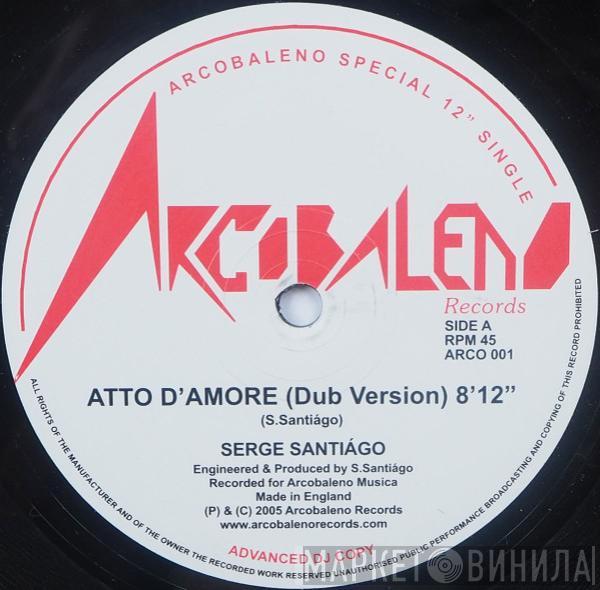 ARCOBALENO SPECIAL 12" SINGLE
ARCOBALENO
Records
SIDE A
RPM 45
ARCO 001
ATTO D'AMORE (Dub Version) 8'12"
(S.Santiágo)
SERGE SANTIÁGO
Engineered & Produced by S.Santiágo
Recorded for Arcobaleno Musica
Made in England
(P) & (C) 2005 Arcobaleno Records
www.arcobalenorecords.com
ADVANCED DJ COPY
ALL RIGHTS OF THE MANUFACTURER AND OF THE OWNER THE RECORDED WORK RESERVED UNAUTHORISED PUBLIC PERFORMANCE BROADCASTING AND COPYING OF THIS RECORD PROHIBITED
МАРКЕТ ВИНИЛА